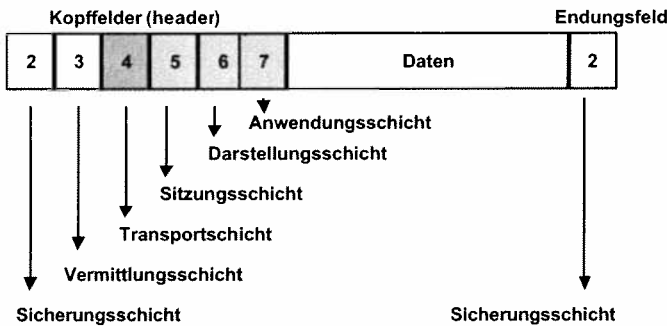 Kopffelder (header) Endungsfeld
2 3 4 5 6 7 Daten 2
Anwendungsschicht
Darstellungsschicht
Sitzungsschicht
Transportschicht
Vermittlungsschicht
Sicherungsschicht Sicherungsschicht